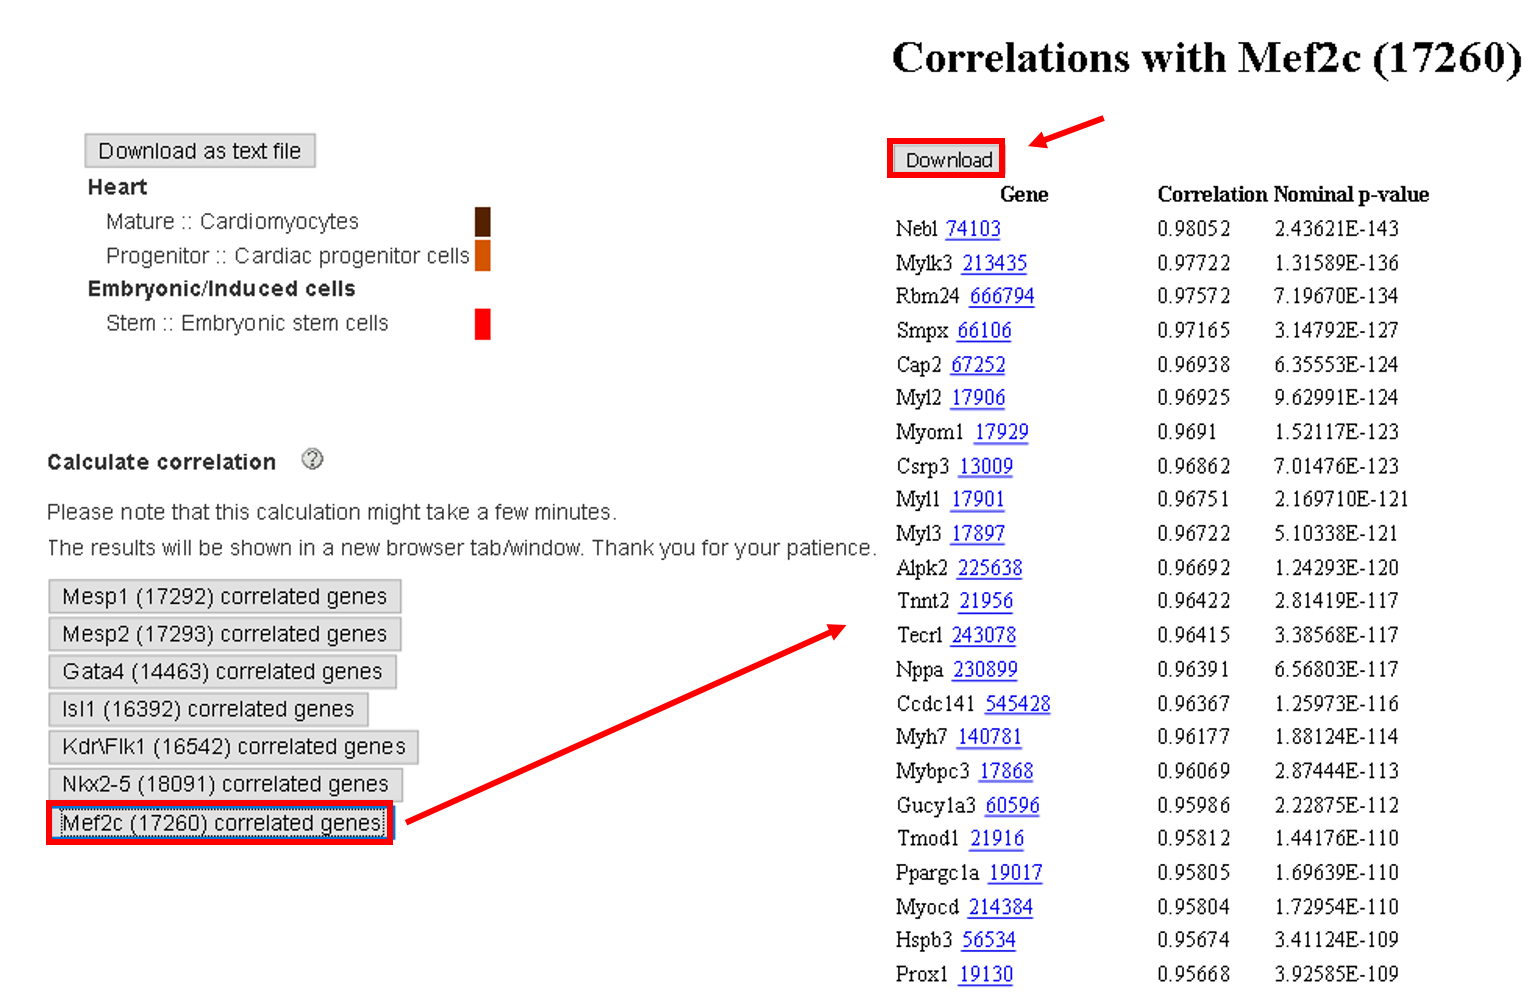 Correlations with Mef2c (17260)
Download as text file
Heart
Mature :: Cardiomyocytes
Progenitor :: Cardiac progenitor cells
Embryonic/Induced cells
Stem :: Embryonic stem cells
Calculate correlation ?
Please note that this calculation might take a few minutes.
The results will be shown in a new browser tab/window. Thank you for your patience.
Mesp1 (17292) correlated genes
Mesp2 (17293) correlated genes
Gata4 (14463) correlated genes
Isl1 (16392) correlated genes
Kdr\Flk1 (16542) correlated genes
Nkx2-5 (18091) correlated genes
Mef2c (17260) correlated genes
Download
Gene Correlation Nominal p-value
Nebl 74103 0.98052 2.43621E-143
Mylk3 213435 0.97722 1.31589E-136
Rbm24 666794 0.97572 7.19670E-134
Smpx 66106 0.97165 3.14792E-127
Cap2 67252 0.96938 6.35553E-124
Myl2 17906 0.96925 9.62991E-124
Myom1 17929 0.9691 1.52117E-123
Csrp3 13009 0.96862 7.01476E-123
Myl1 17901 0.96751 2.169710E-121
Myl3 17897 0.96722 5.10338E-121
Alpk2 225638 0.96692 1.24293E-120
Tnnt2 21956 0.96422 2.81419E-117
Tecrl 243078 0.96415 3.38568E-117
Nppa 230899 0.96391 6.56803E-117
Ccdc141 545428 0.96367 1.25973E-116
Myh7 140781 0.96177 1.88124E-114
Mybpc3 17868 0.96069 2.87444E-113
Gucy1a3 60596 0.95986 2.22875E-112
Tmod1 21916 0.95812 1.44176E-110
Ppargc1a 19017 0.95805 1.69639E-110
Myocd 214384 0.95804 1.72954E-110
Hspb3 56534 0.95674 3.41124E-109
Prox1 19130 0.95668 3.92585E-109